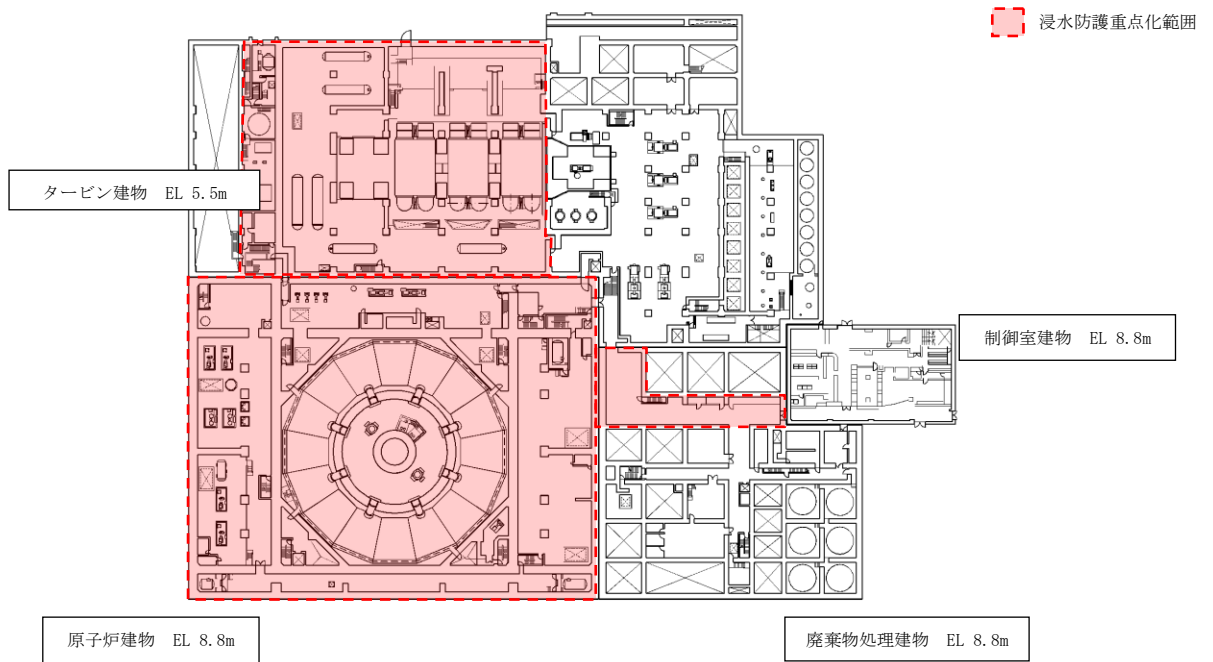 浸水防護重点化範囲
タービン建物 EL 5.5m
制御室建物 EL 8.8m
原子炉建物 EL 8.8m
廃棄物処理建物 EL 8.8m